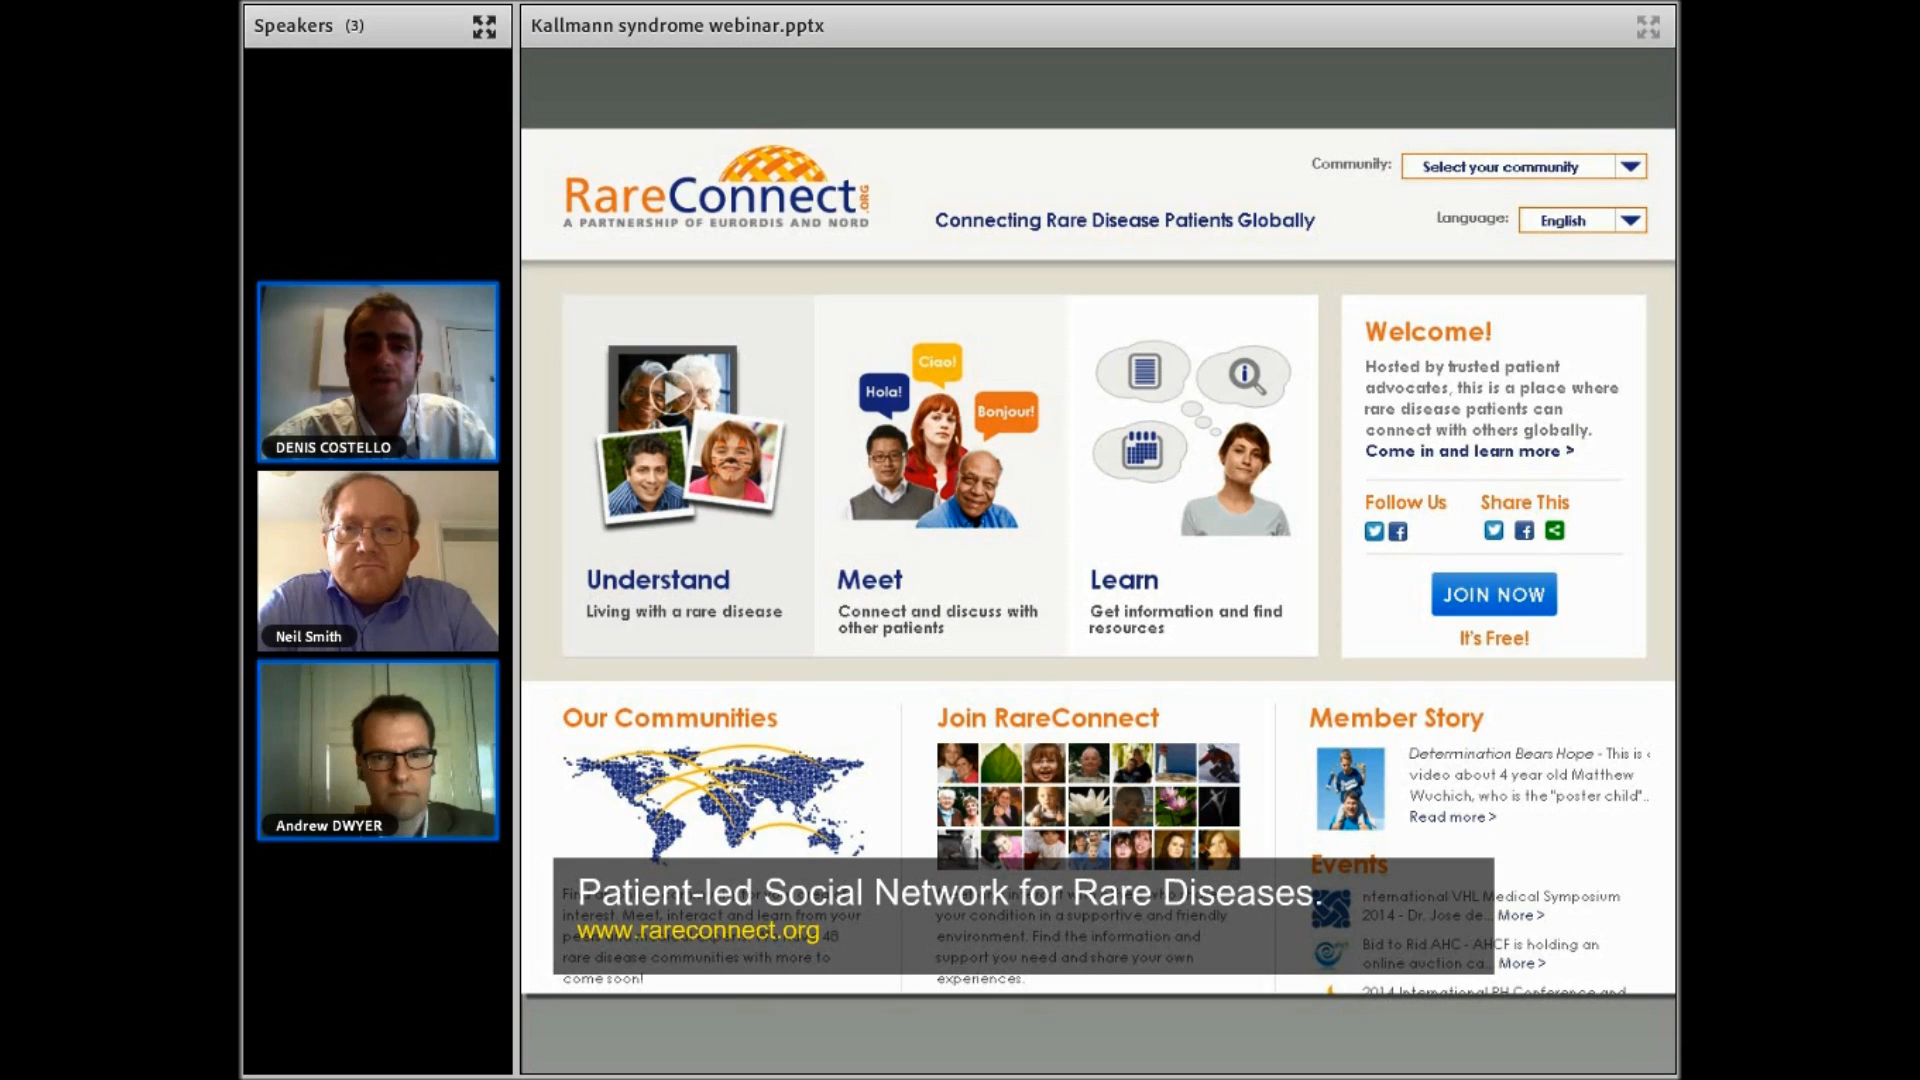 Speakers (3)
Kallmann syndrome webinar.pptx
DENIS COSTELLO
Neil Smith
Andrew DWYER
RareConnect.ORG
A PARTNERSHIP OF EURORDIS AND NORD
Connecting Rare Disease Patients Globally
Community: Select your community
Language: English
Hola!
Ciao!
Bonjour!
Understand
Living with a rare disease
Meet
Connect and discuss with
other patients
Learn
Get information and find
resources
Welcome!
Hosted by trusted patient
advocates, this is a place where
rare disease patients can
connect with others globally.
Come in and learn more >
Follow Us
Share This
JOIN NOW
It's Free!
Our Communities
interest. Meet, interact and learn from your
48
rare disease communities with more to
come soon!
Join RareConnect
your condition in a supportive and friendly
environment. Find the information and
support you need and share your own
experiences.
Member Story
Determination Bears Hope - This is
video about 4 year old Matthew
Wuchich, who is the "poster child"..
Read more >
Events
nternational VHL Medical Symposium
2014 - Dr. Jose de... More >
Bid to Rid AHC - AHCF is holding an
online auction ca... More >
2014 International PH Conference and
Patient-led Social Network for Rare Diseases.
www.rareconnect.org